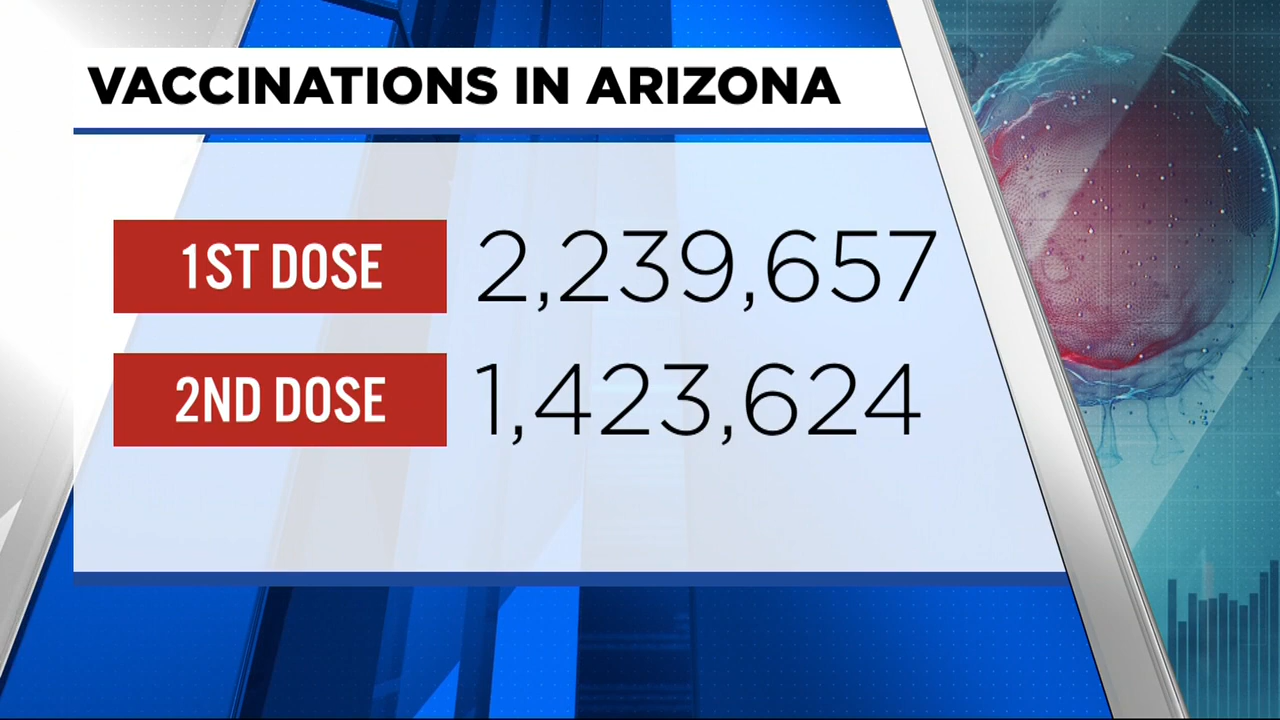 VACCINATIONS IN ARIZONA
1ST DOSE 2,239,657
2ND DOSE 1,423,624